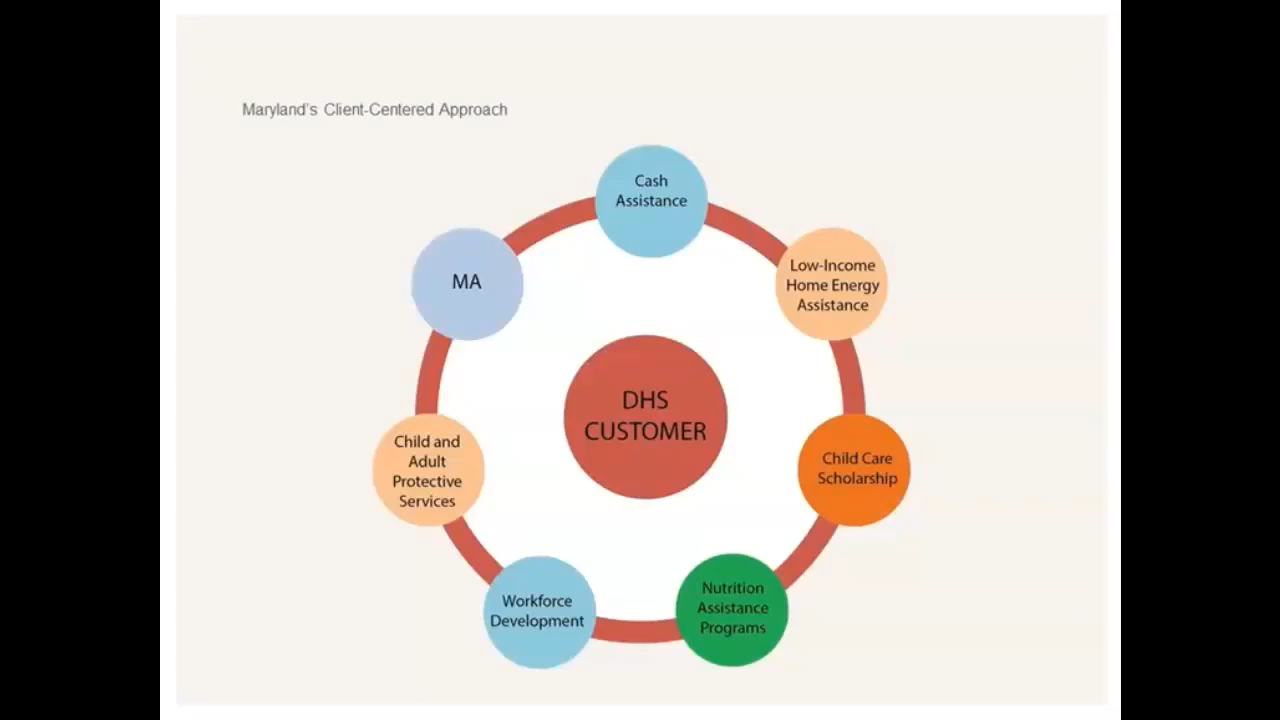 Maryland's Client-Centered Approach
Cash
Assistance
Low-Income
Home Energy
Assistance
Child Care
Scholarship
Nutrition
Assistance
Programs
Workforce
Development
Child and
Adult
Protective
Services
MA
DHS
CUSTOMER